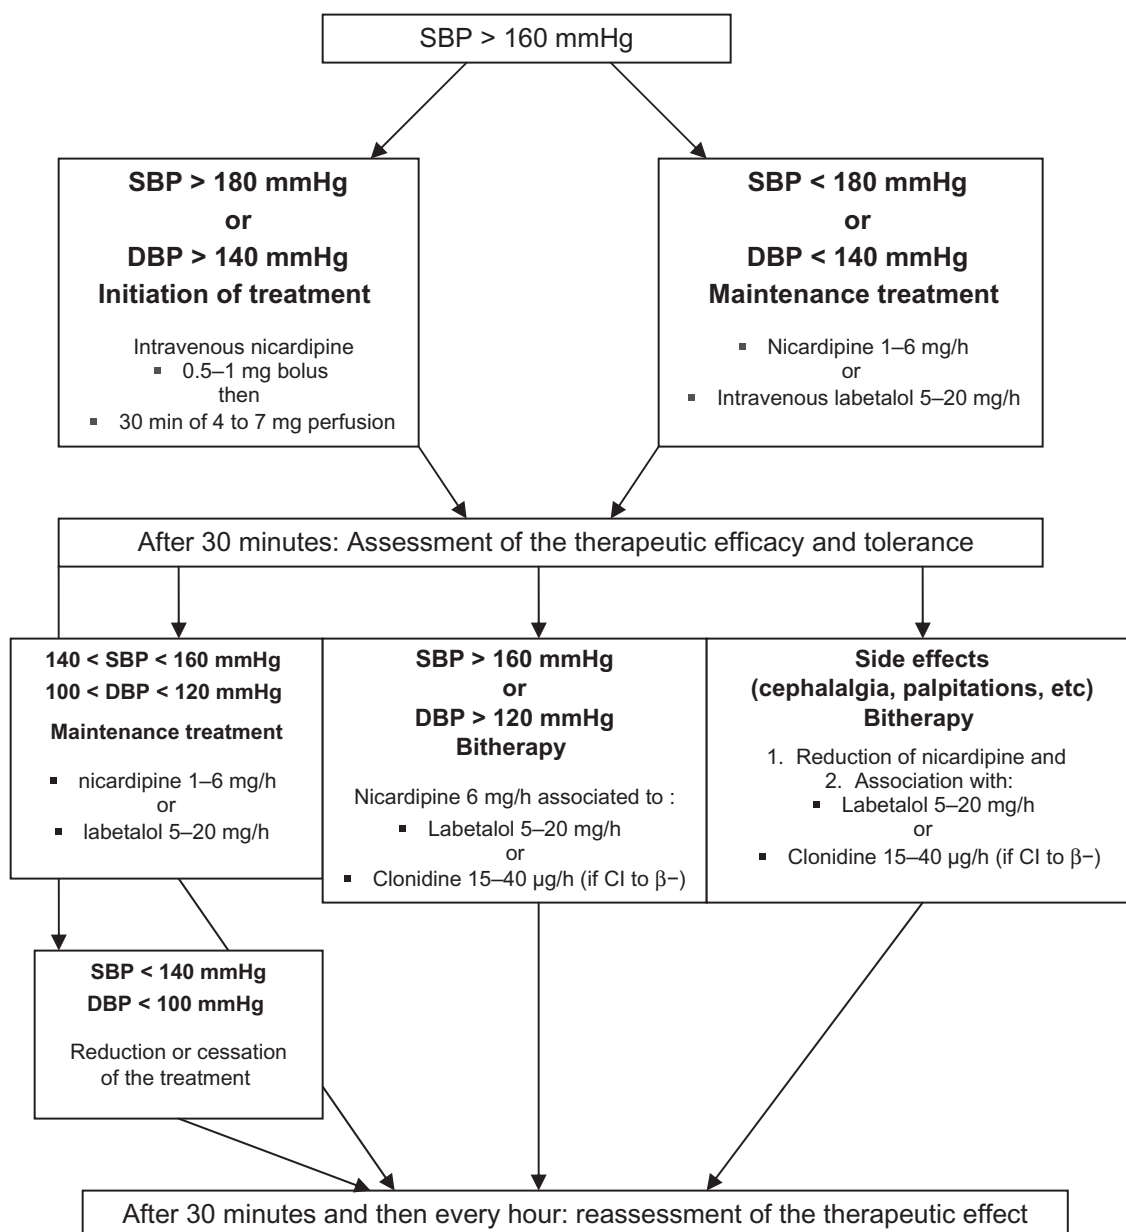 SBP > 160 mmHg
SBP > 180 mmHg
or
DBP > 140 mmHg
Initiation of treatment
Intravenous nicardipine
▪ 0.5–1 mg bolus
then
▪ 30 min of 4 to 7 mg perfusion
SBP < 180 mmHg
or
DBP < 140 mmHg
Maintenance treatment
▪ Nicardipine 1–6 mg/h
or
▪ Intravenous labetalol 5–20 mg/h
After 30 minutes: Assessment of the therapeutic efficacy and tolerance
140 < SBP < 160 mmHg
100 < DBP < 120 mmHg
Maintenance treatment
▪ nicardipine 1–6 mg/h
or
▪ labetalol 5–20 mg/h
SBP > 160 mmHg
or
DBP > 120 mmHg
Bitherapy
Nicardipine 6 mg/h associated to :
▪ Labetalol 5–20 mg/h
or
▪ Clonidine 15–40 µg/h (if CI to β−)
Side effects
(cephalalgia, palpitations, etc)
Bitherapy
1. Reduction of nicardipine and
2. Association with:
▪ Labetalol 5–20 mg/h
or
▪ Clonidine 15–40 µg/h (if CI to β−)
SBP < 140 mmHg
DBP < 100 mmHg
Reduction or cessation
of the treatment
After 30 minutes and then every hour: reassessment of the therapeutic effect